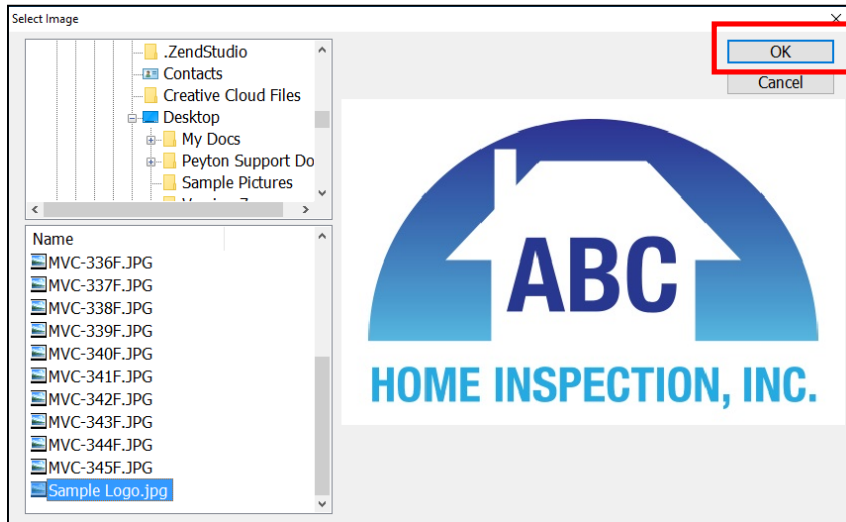 Select Image
.ZendStudio
Contacts
Creative Cloud Files
Desktop
My Docs
Peyton Support Do
Sample Pictures
Name
MVC-336F.JPG
MVC-337F.JPG
MVC-338F.JPG
MVC-339F.JPG
MVC-340F.JPG
MVC-341F.JPG
MVC-342F.JPG
MVC-343F.JPG
MVC-344F.JPG
MVC-345F.JPG
Sample Logo.jpg
OK
Cancel
ABC
HOME INSPECTION, INC.